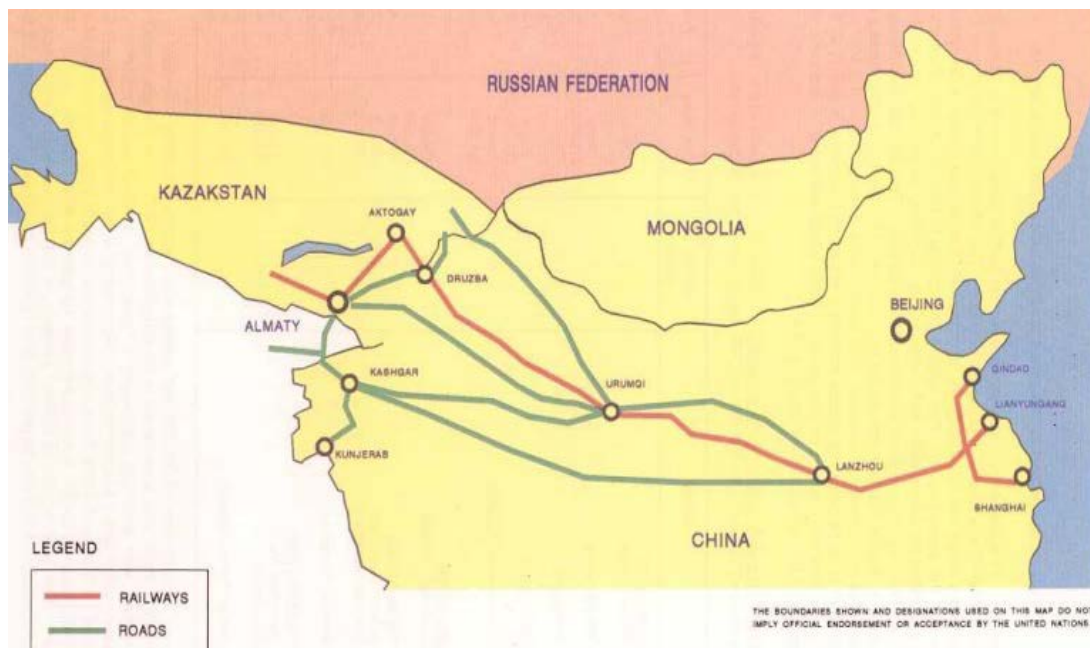 RUSSIAN FEDERATION
KAZAKSTAN
AKTOGAY
MONGOLIA
DRUZBA
BEIJING
ALMATY
KASHGAR
URUMQI
QINDAO
LIANYUNGANG
KUNJERAB
LANZHOU
SHANGHAI
CHINA
LEGEND
RAILWAYS
ROADS
THE BOUNDARIES SHOWN AND DESIGNATIONS USED ON THIS MAP DO NO
IMPLY OFFICIAL ENDORSEMENT OR ACCEPTANCE BY THE UNITED NATIONS